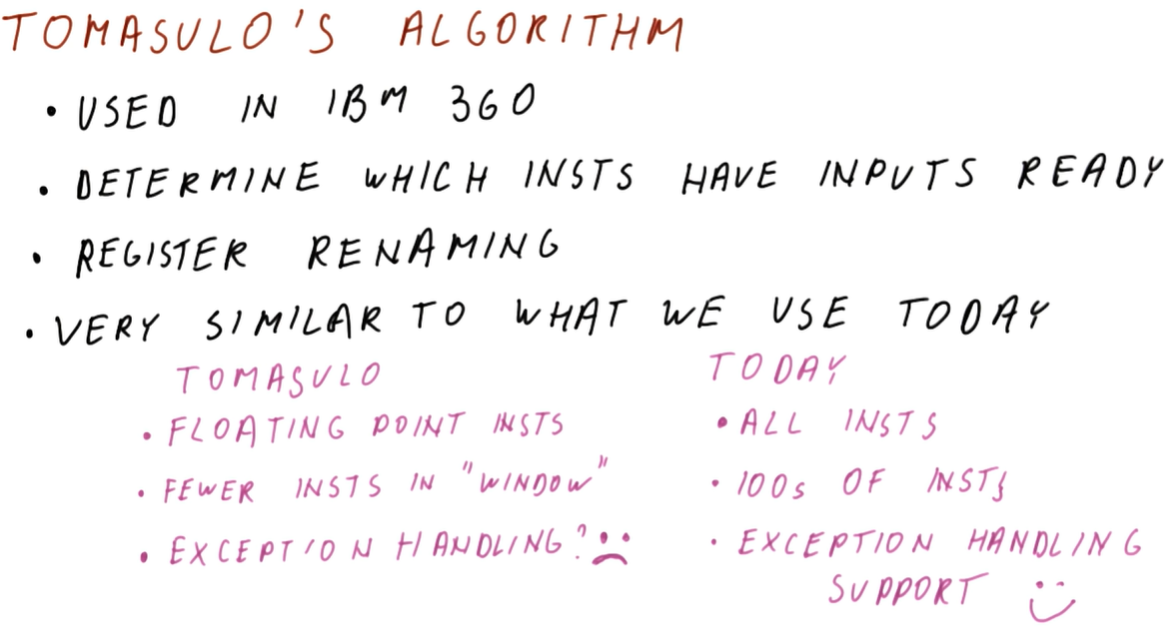 TOMASULO'S ALGORITHM
• USED IN IBM 360
• DETERMINE WHICH INSTS HAVE INPUTS READY
• REGISTER RENAMING
• VERY SIMILAR TO WHAT WE USE TODAY
TOMASULO
• FLOATING POINT INSTS
• FEWER INSTS IN "WINDOW"
• EXCEPTION HANDLING?
TODAY
• ALL INSTS
• 100s OF INSTS
• EXCEPTION HANDLING
SUPPORT